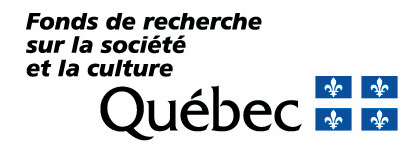 Fonds de recherche
sur la société
et la culture
Québec